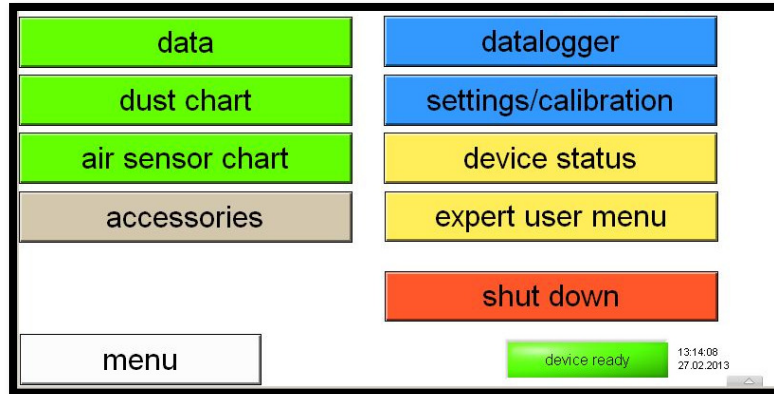 data
datalogger
dust chart
settings/calibration
air sensor chart
device status
accessories
expert user menu
shut down
menu
device ready
13:14:08
27.02.2013